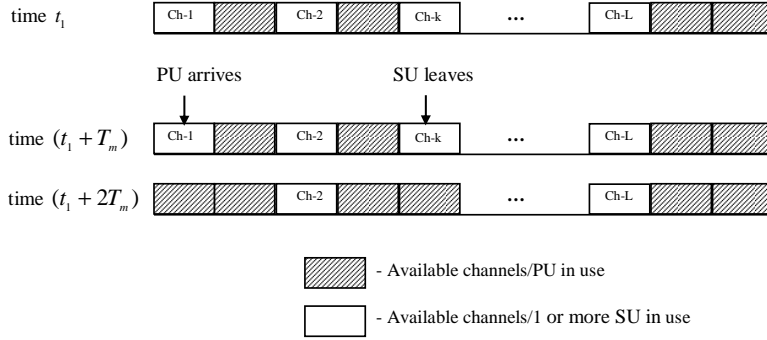 time t₁ Ch-1 Ch-2 Ch-k ... Ch-L
PU arrives SU leaves
time (t₁ + Tₘ) Ch-1 Ch-2 Ch-k ... Ch-L
time (t₁ + 2Tₘ) Ch-2 ... Ch-L
- Available channels/PU in use
- Available channels/1 or more SU in use